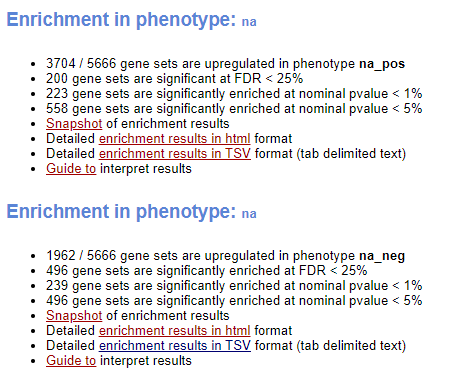 Enrichment in phenotype: na
• 3704 / 5666 gene sets are upregulated in phenotype na_pos
• 200 gene sets are significant at FDR < 25%
• 223 gene sets are significantly enriched at nominal pvalue < 1%
• 558 gene sets are significantly enriched at nominal pvalue < 5%
• Snapshot of enrichment results
• Detailed enrichment results in html format
• Detailed enrichment results in TSV format (tab delimited text)
• Guide to interpret results
Enrichment in phenotype: na
• 1962 / 5666 gene sets are upregulated in phenotype na_neg
• 496 gene sets are significantly enriched at FDR < 25%
• 239 gene sets are significantly enriched at nominal pvalue < 1%
• 496 gene sets are significantly enriched at nominal pvalue < 5%
• Snapshot of enrichment results
• Detailed enrichment results in html format
• Detailed enrichment results in TSV format (tab delimited text)
• Guide to interpret results